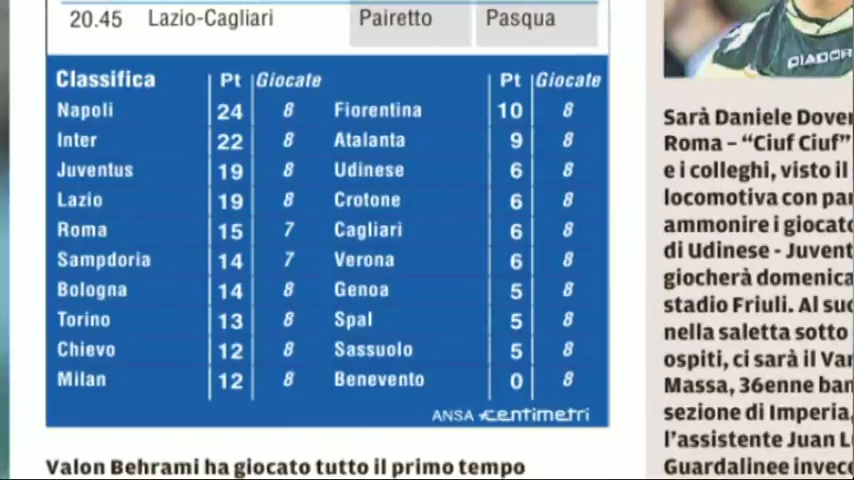 20.45 Lazio-Cagliari Pairetto Pasqua
Classifica Pt Giocate Pt Giocate
Napoli 24 8 Fiorentina 10 8
Inter 22 8 Atalanta 9 8
Juventus 19 8 Udinese 6 8
Lazio 19 8 Crotone 6 8
Roma 15 7 Cagliari 6 8
Sampdoria 14 7 Verona 6 8
Bologna 14 8 Genoa 5 8
Torino 13 8 Spal 5 8
Chievo 12 8 Sassuolo 5 8
Milan 12 8 Benevento 0 8
ANSA centimetri
Valon Behrami ha giocato tutto il primo tempo
DIADOR
Sarà Daniele Dover
Roma – “Ciuf Ciuf”
e i colleghi, visto il
locomotiva con par
ammonire i giocato
di Udinese - Juvent
giocherà domenica
stadio Friuli. Al suo
nella saletta sotto
ospiti, ci sarà il Var
Massa, 36enne ban
sezione di Imperia,
l’assistente Juan Lu
Guardalinee invece